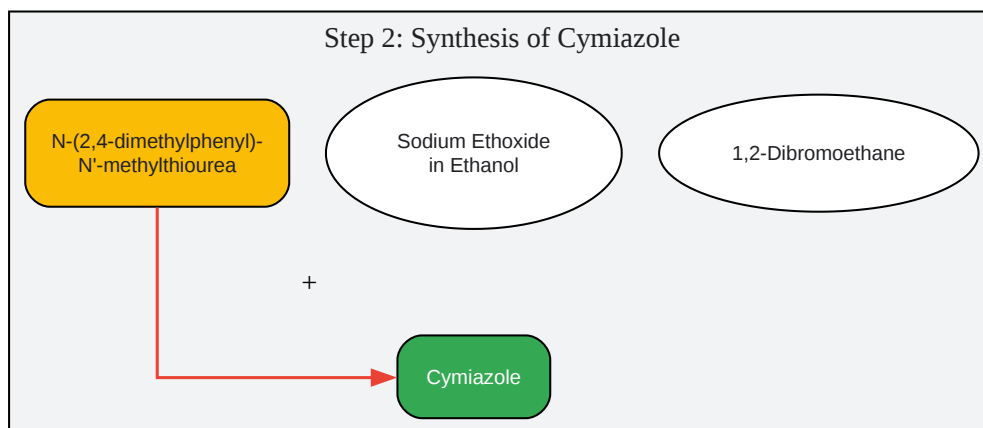 Step 2: Synthesis of Cymiazole
N-(2,4-dimethylphenyl)-
N'-methylthiourea
Sodium Ethoxide
in Ethanol
1,2-Dibromoethane
+
Cymiazole